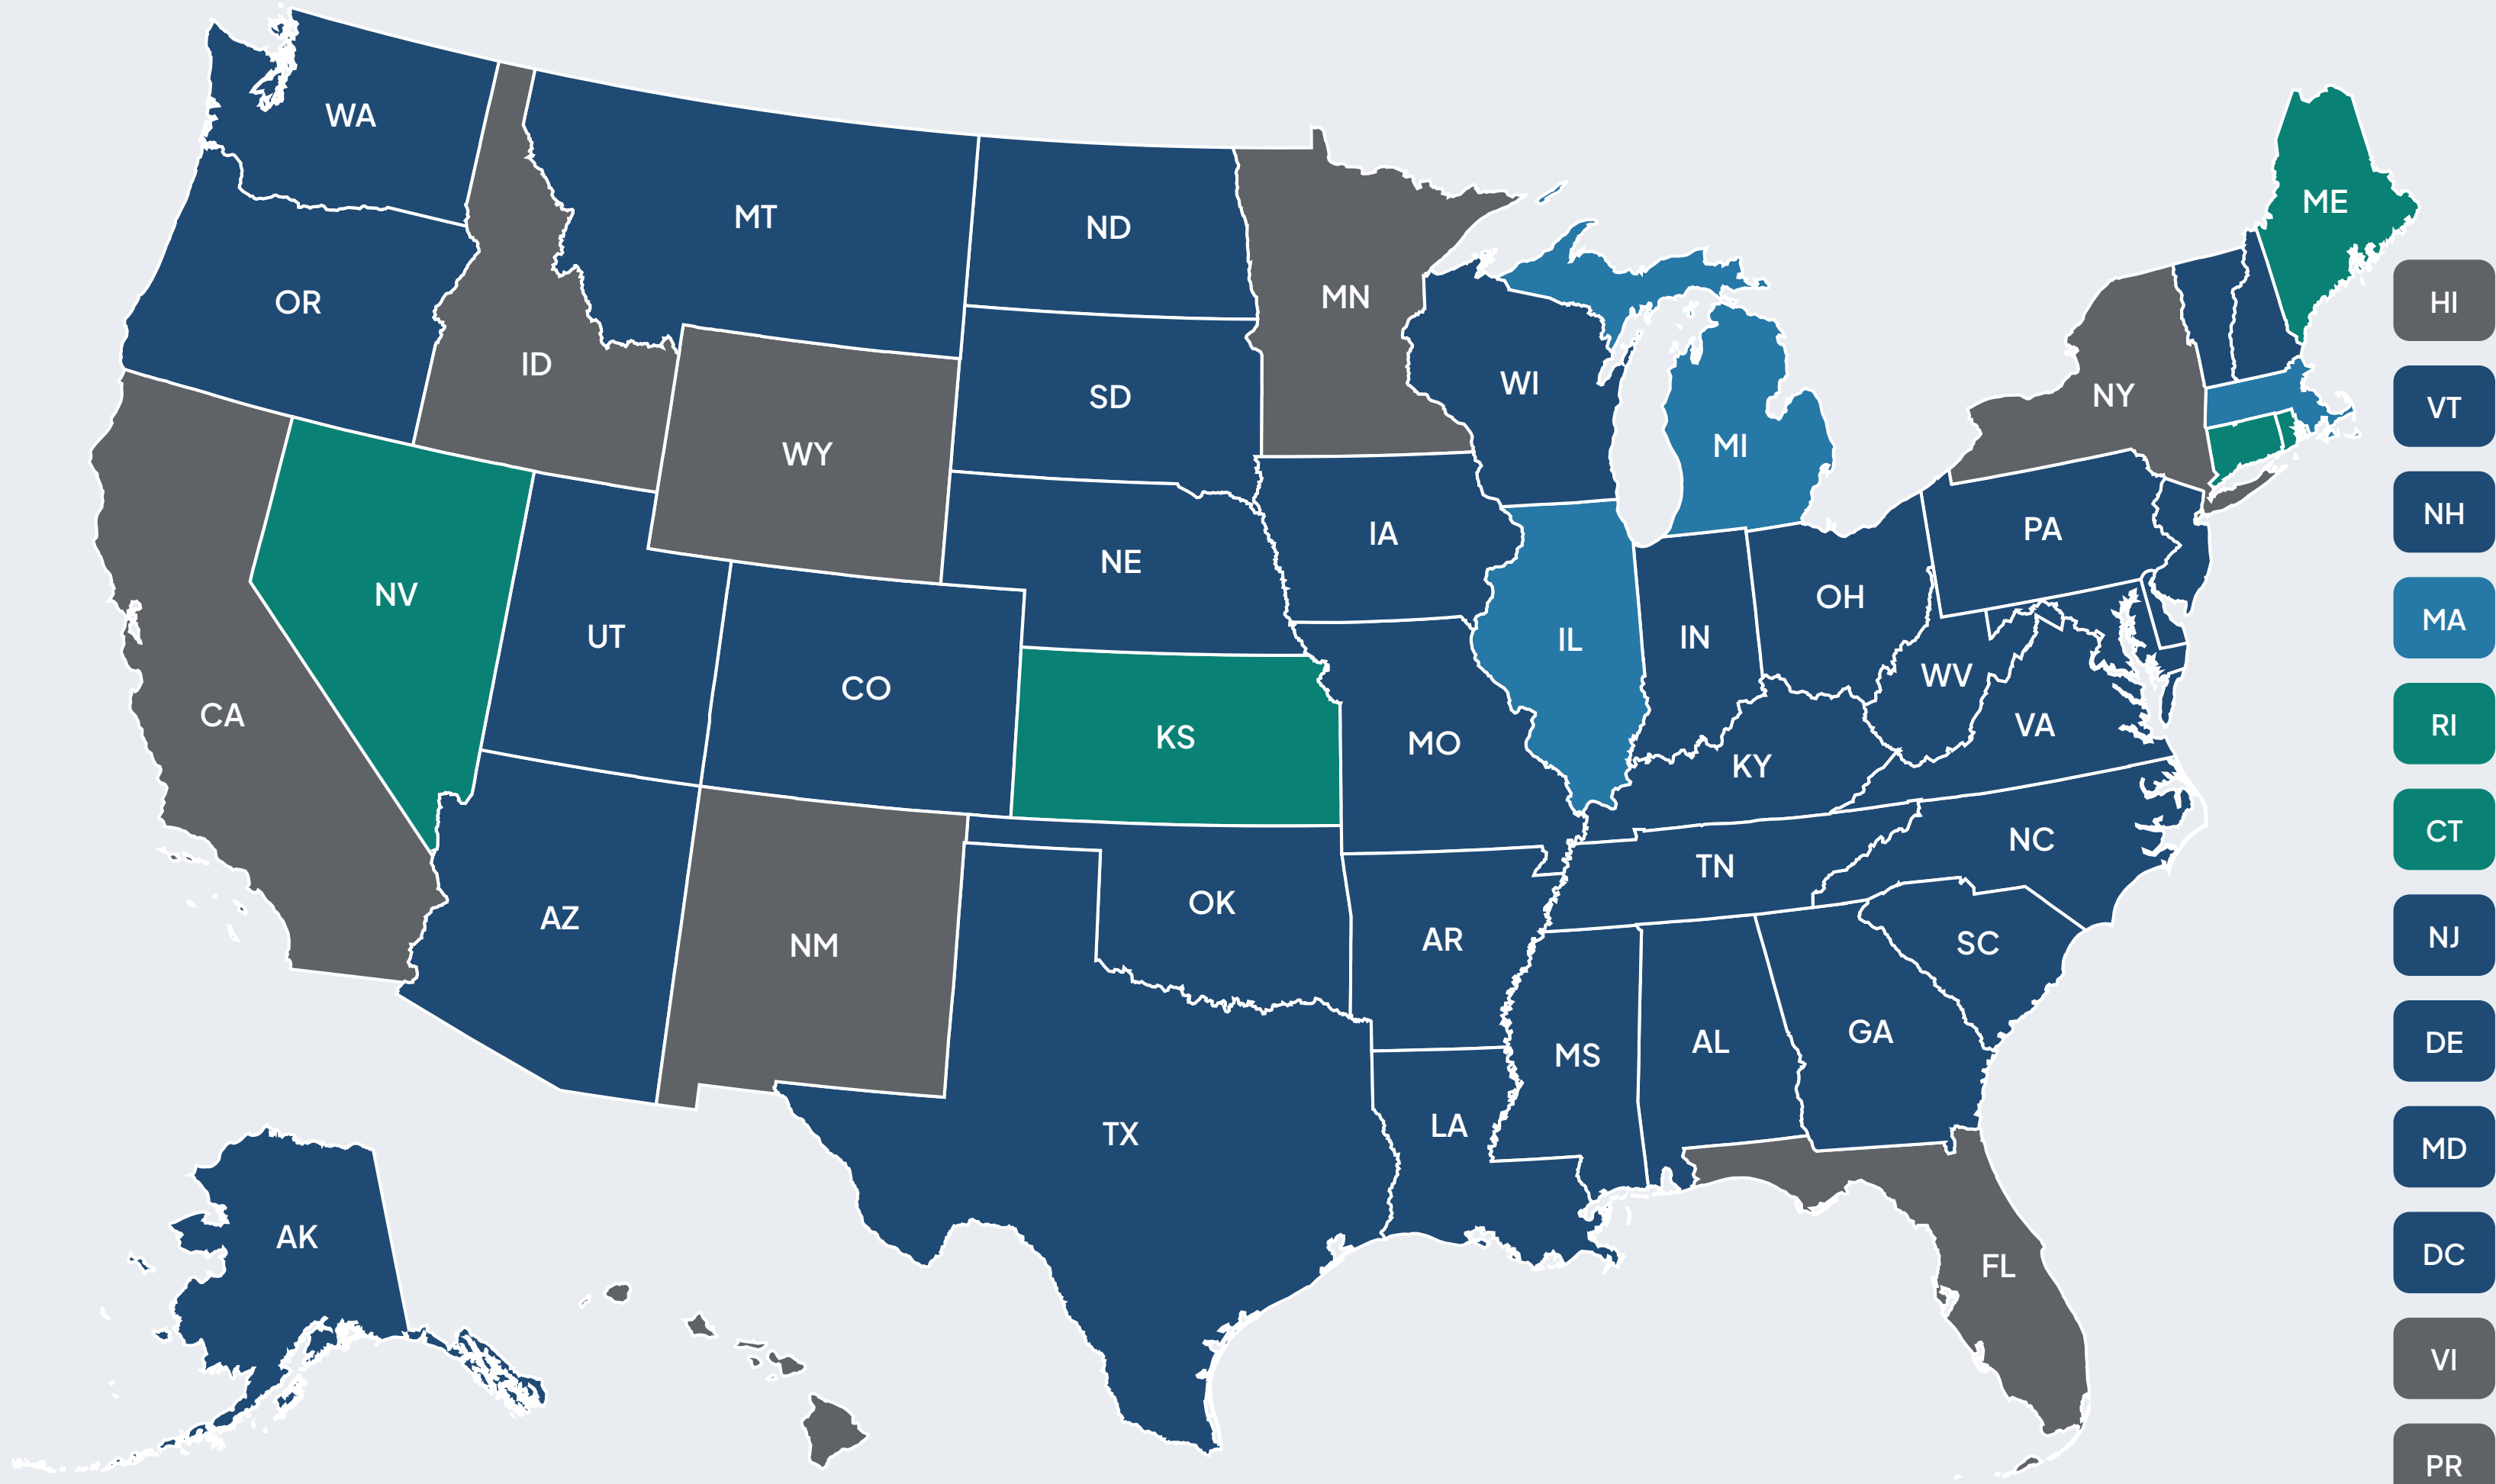 WA
MT
ND
ME
OR
MN
HI
ID
SD
WI
NY
VT
WY
MI
NH
NV
NE
IA
PA
UT
OH
MA
CO
IL
IN
WV
CA
KS
MO
KY
VA
RI
TN
NC
CT
AZ
NM
OK
AR
SC
NJ
MS
AL
GA
DE
TX
LA
MD
AK
FL
DC
VI
PR